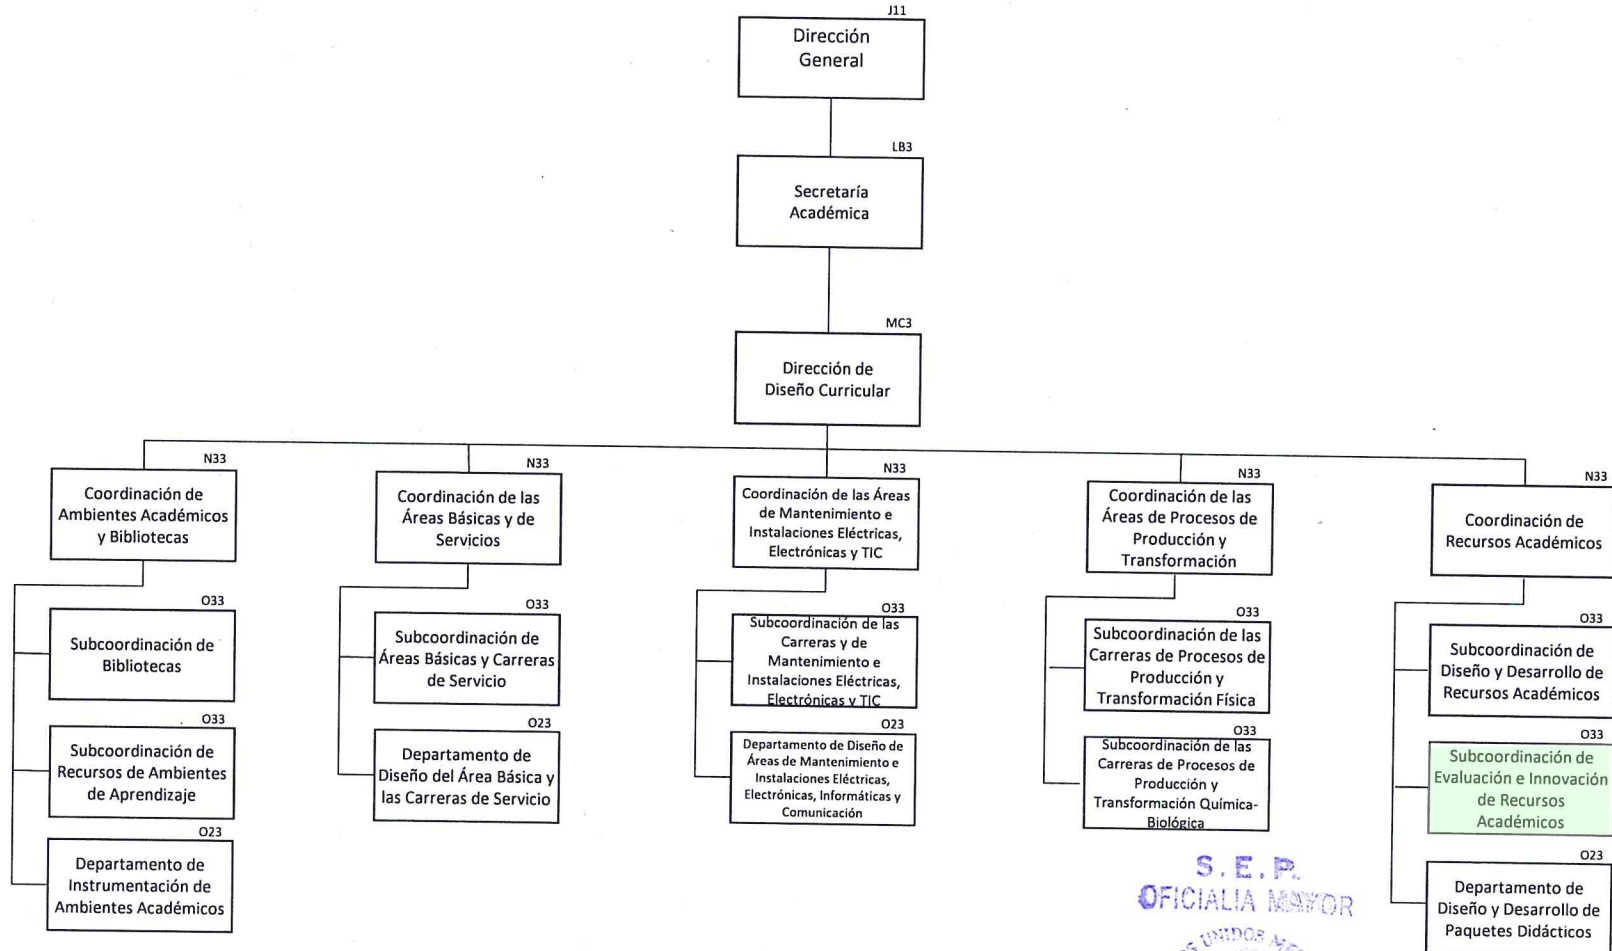 J11
Dirección
General
LB3
Secretaría
Académica
MC3
Dirección de
Diseño Curricular
N33
Coordinación de
Ambientes Académicos
y Bibliotecas
O33
Subcoordinación de
Bibliotecas
O33
Subcoordinación de
Recursos de Ambientes
de Aprendizaje
O23
Departamento de
Instrumentación de
Ambientes Académicos
N33
Coordinación de las
Áreas Básicas y de
Servicios
O33
Subcoordinación de
Áreas Básicas y Carreras
de Servicio
O23
Departamento de
Diseño del Área Básica y
las Carreras de Servicio
N33
Coordinación de las Áreas
de Mantenimiento e
Instalaciones Eléctricas,
Electrónicas y TIC
O33
Subcoordinación de las
Carreras y de
Mantenimiento e
Instalaciones Eléctricas,
Electrónicas y TIC
O23
Departamento de Diseño de
Áreas de Mantenimiento e
Instalaciones Eléctricas,
Electrónicas, Informáticas y
Comunicación
N33
Coordinación de las
Áreas de Procesos de
Producción y
Transformación
O33
Subcoordinación de las
Carreras de Procesos de
Producción y
Transformación Física
O33
Subcoordinación de las
Carreras de Procesos de
Producción y
Transformación Química-
Biológica
N33
Coordinación de
Recursos Académicos
O33
Subcoordinación de
Diseño y Desarrollo de
Recursos Académicos
O33
Subcoordinación de
Evaluación e Innovación
de Recursos
Académicos
O23
Departamento de
Diseño y Desarrollo de
Paquetes Didácticos
S.E.P.
OFICIALIA MAYOR
UNIDOS